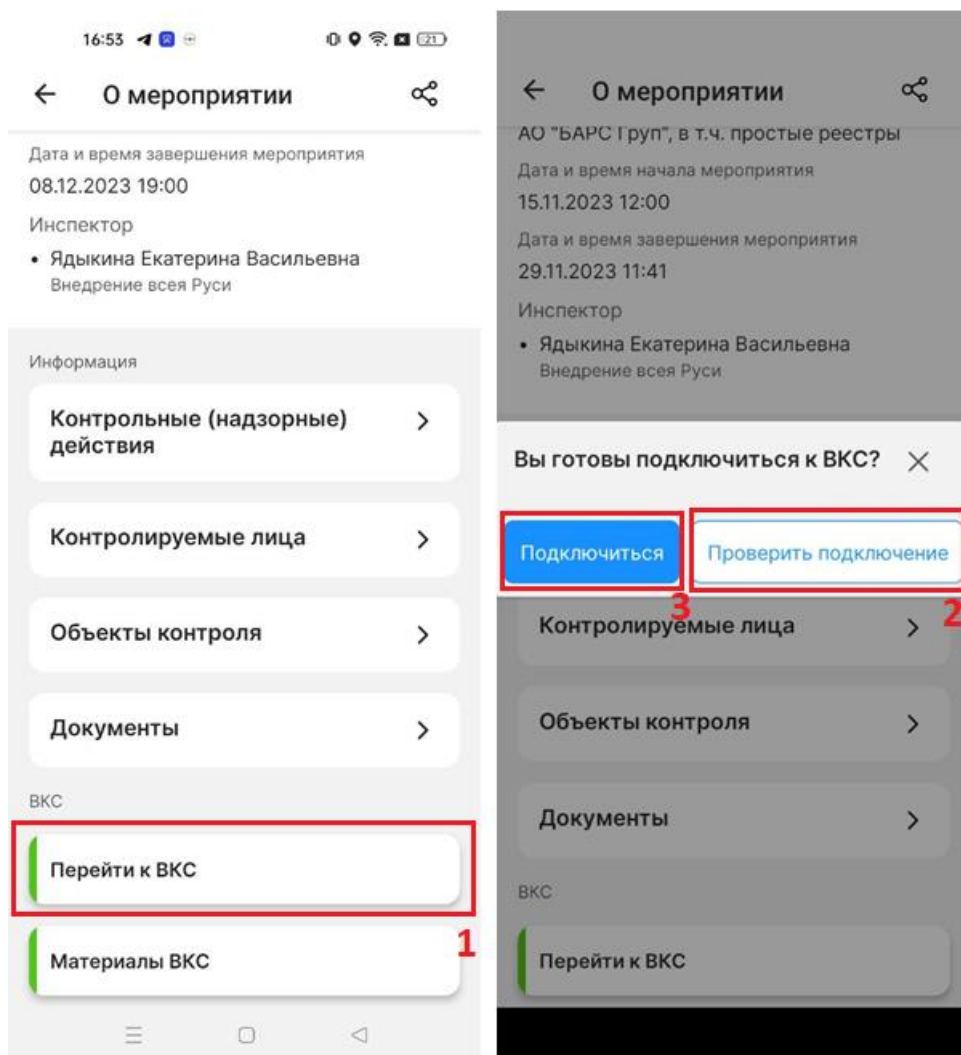 16:53
21
О мероприятии
Дата и время завершения мероприятия
08.12.2023 19:00
Инспектор
• Ядыкина Екатерина Васильевна
Внедрение всея Руси
Информация
Контрольные (надзорные)
действия
Контролируемые лица
Объекты контроля
Документы
ВКС
Перейти к ВКС
1
Материалы ВКС
О мероприятии
АО "БАРС Груп", в т.ч. простые реестры
Дата и время начала мероприятия
15.11.2023 12:00
Дата и время завершения мероприятия
29.11.2023 11:41
Инспектор
• Ядыкина Екатерина Васильевна
Внедрение всея Руси
Вы готовы подключиться к ВКС?
Подключиться
Проверить подключение
3
2
Контролируемые лица
Объекты контроля
Документы
ВКС
Перейти к ВКС